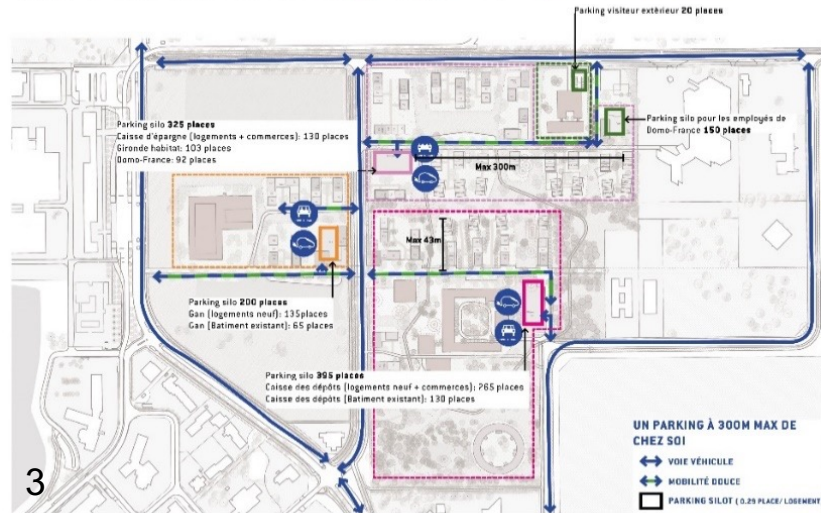 Parking visiteur extérieur 20 places
Parking silo 325 places
Caisse d'épargne (logements + commerces): 130 places
Gironde habitat: 103 places
Domo-France: 92 places
Parking silo pour les employés de
Domo-France 150 places
Max 300m
Max 43m
Parking silo 200 places
Gan (logements neuf): 135places
Gan (Batiment existant): 65 places
Parking silo 395 places
Caisse des dépôts (logements neuf + commerces): 265 places
Caisse des dépôts (Batiment existant): 130 places
UN PARKING À 300M MAX DE
CHEZ SOI
VOIE VÉHICULE
MOBILITÉ DOUCE
PARKING SILOT ( 0.29 PLACE/ LOGEMENT
3